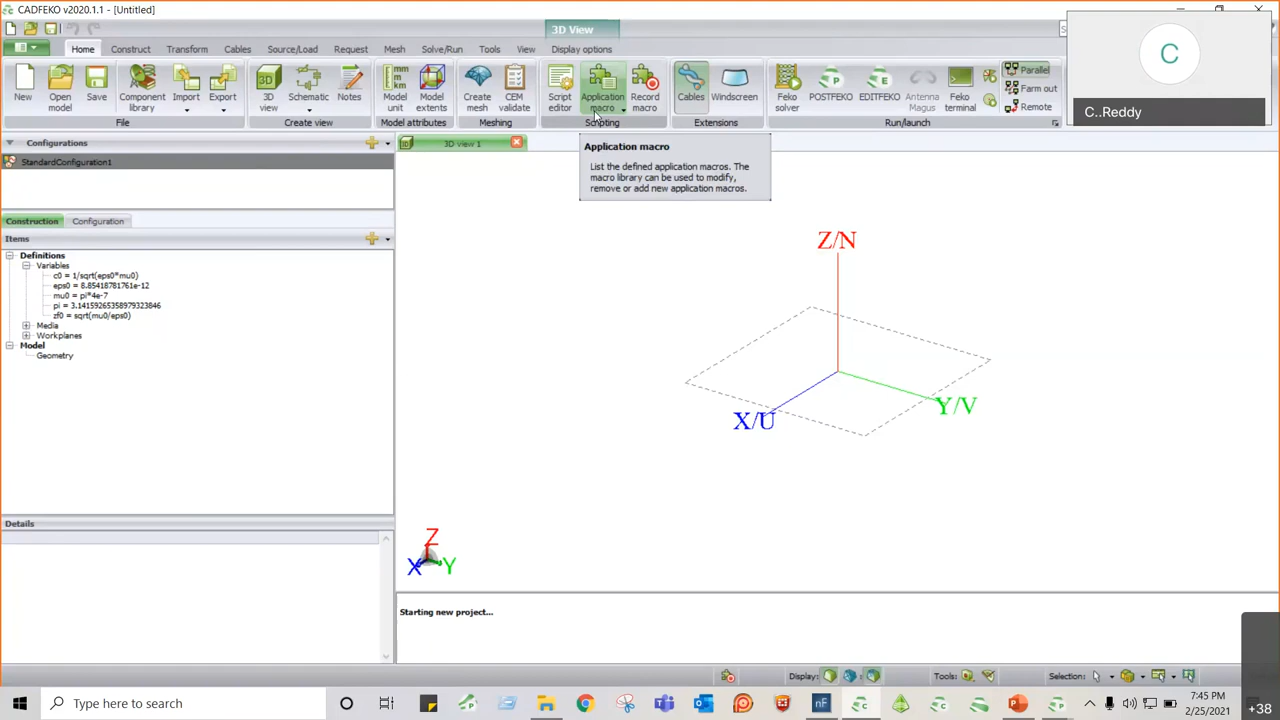 CADFEKO v2020.1.1 - [Untitled]
3D View
Home Construct Transform Cables Source/Load Request Mesh Solve/Run Tools View Display options
New
Open model
Save
Component library
Import
Export
3D view
Schematic
Notes
Model unit
Model extents
Create mesh
CEM validate
Script editor
Application macro
Record macro
Cables
Windscreen
Feko solver
POSTFEKO
EDITFEKO
Antenna Magus
Feko terminal
Parallel
Farm out
Remote
File
Create view
Model attributes
Meshing
Scripting
Extensions
Run/launch
C
C..Reddy
Configurations
StandardConfiguration1
3D view 1
Application macro
List the defined application macros. The
macro library can be used to modify,
remove or add new application macros.
Construction Configuration
Items
Definitions
Variables
c0 = 1/sqrt(eps0*mu0)
eps0 = 8.85418781761e-12
mu0 = pi*4e-7
pi = 3.14159265358979323846
zf0 = sqrt(mu0/eps0)
Media
Workplanes
Model
Geometry
Z/N
X/U
Y/V
Details
Z
X Y
Starting new project...
Display:
Tools:
Selection:
Type here to search
7:45 PM
2/25/2021
+38